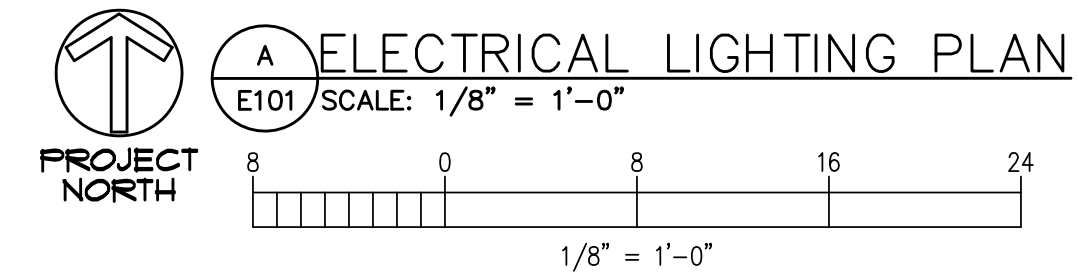 PROJECT
NORTH
A
ELECTRICAL LIGHTING PLAN
E101
SCALE: 1/8” = 1’-0”
8 0 8 16 24
1/8” = 1’-0”